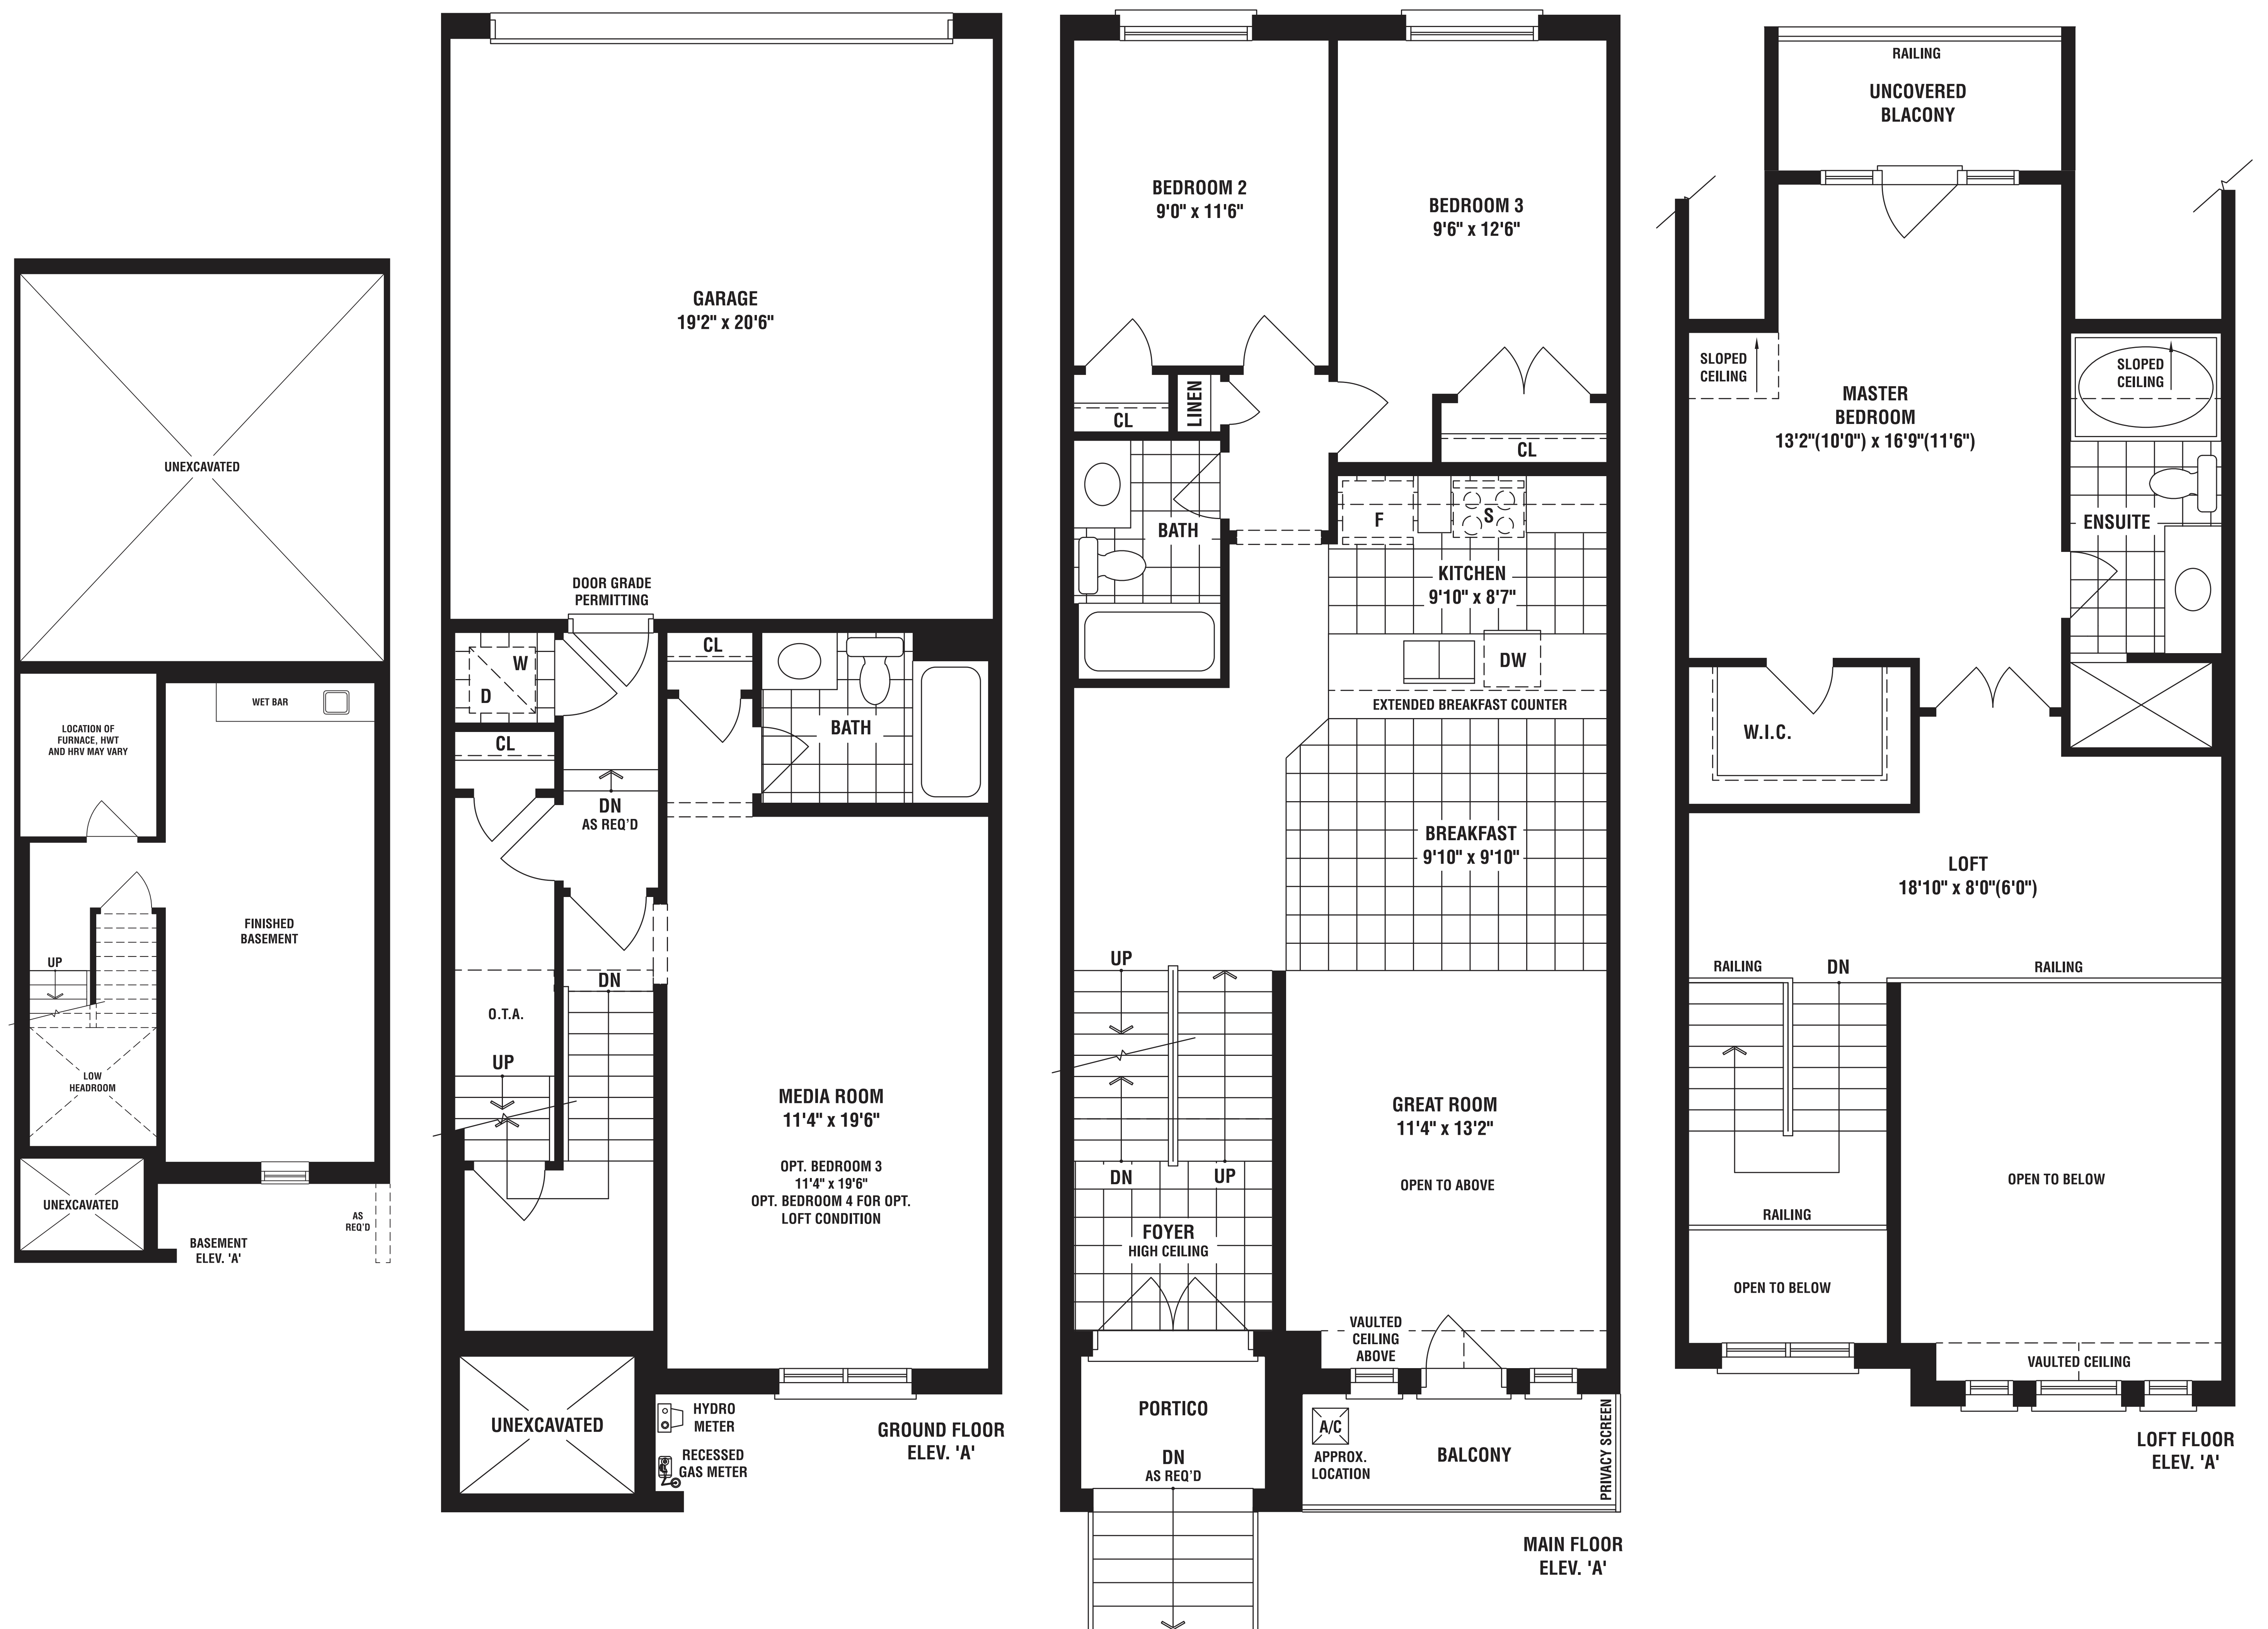 UNEXCAVATED
WET BAR
LOCATION OF
FURNACE, HWT
AND HRV MAY VARY
FINISHED
BASEMENT
UP
LOW
HEADROOM
UNEXCAVATED
AS
REQ'D
BASEMENT
ELEV. 'A'
GARAGE
19'2" x 20'6"
DOOR GRADE
PERMITTING
W
D
CL
CL
BATH
DN
AS REQ'D
DN
O.T.A.
UP
MEDIA ROOM
11'4" x 19'6"
OPT. BEDROOM 3
11'4" x 19'6"
OPT. BEDROOM 4 FOR OPT.
LOFT CONDITION
UNEXCAVATED
HYDRO
METER
RECESSED
GAS METER
GROUND FLOOR
ELEV. 'A'
BEDROOM 2
9'0" x 11'6"
BEDROOM 3
9'6" x 12'6"
CL
LINEN
CL
BATH
F
S
KITCHEN
9'10" x 8'7"
DW
EXTENDED BREAKFAST COUNTER
BREAKFAST
9'10" x 9'10"
UP
DN
UP
FOYER
HIGH CEILING
GREAT ROOM
11'4" x 13'2"
OPEN TO ABOVE
VAULTED
CEILING
ABOVE
PORTICO
DN
AS REQ'D
A/C
APPROX.
LOCATION
BALCONY
PRIVACY SCREEN
MAIN FLOOR
ELEV. 'A'
RAILING
UNCOVERED
BLACONY
SLOPED
CEILING
MASTER
BEDROOM
13'2"(10'0") x 16'9"(11'6")
SLOPED
CEILING
ENSUITE
W.I.C.
LOFT
18'10" x 8'0"(6'0")
RAILING
DN
RAILING
OPEN TO BELOW
RAILING
OPEN TO BELOW
VAULTED CEILING
LOFT FLOOR
ELEV. 'A'